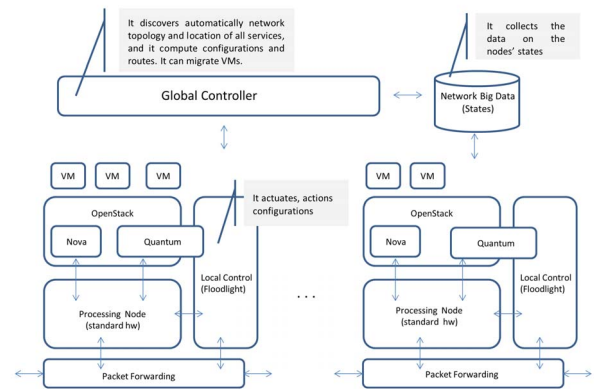 It discovers automatically network
topology and location of all services,
and it compute configurations and
routes. It can migrate VMs.
It collects the
data on the
nodes' states
Global Controller
Network Big Data
(States)
VM
VM
VM
VM
VM
OpenStack
Nova
Quantum
It actuates, actions
configurations
Local Control
(Floodlight)
Processing Node
(standard hw)
Packet Forwarding
. . .
OpenStack
Nova
Quantum
Local Control
(Floodlight)
Processing Node
(standard hw)
Packet Forwarding